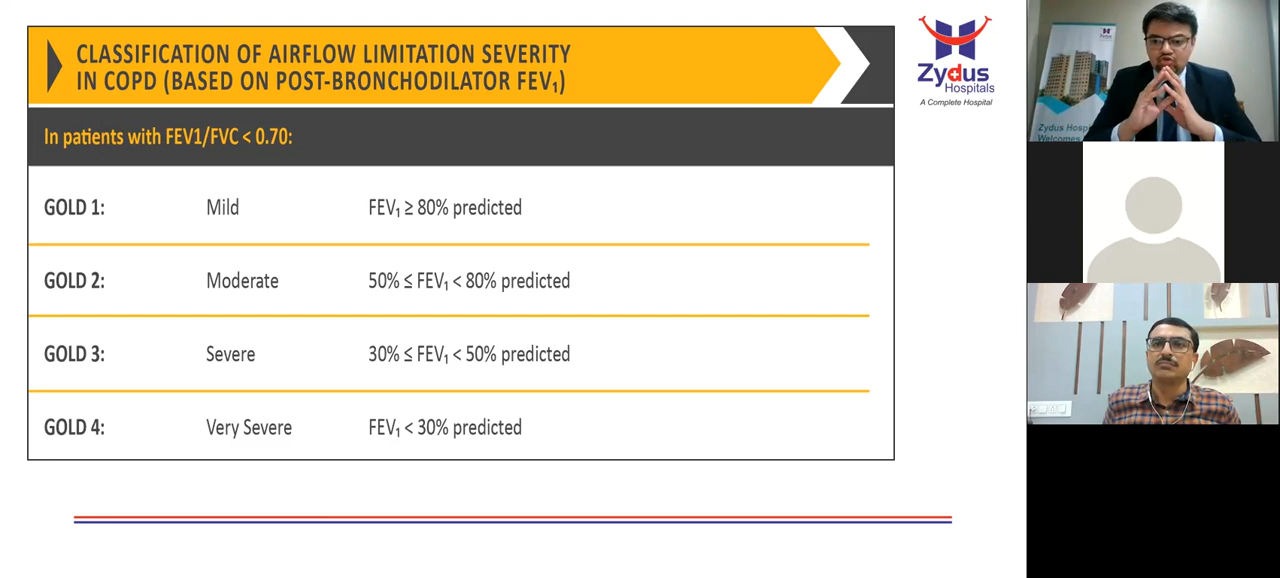 CLASSIFICATION OF AIRFLOW LIMITATION SEVERITY
IN COPD (BASED ON POST-BRONCHODILATOR FEV₁)
In patients with FEV1/FVC < 0.70:
GOLD 1: Mild FEV₁ ≥ 80% predicted
GOLD 2: Moderate 50% ≤ FEV₁ < 80% predicted
GOLD 3: Severe 30% ≤ FEV₁ < 50% predicted
GOLD 4: Very Severe FEV₁ < 30% predicted
Zydus
Hospitals
A Complete Hospital
Zydus
Welcomes